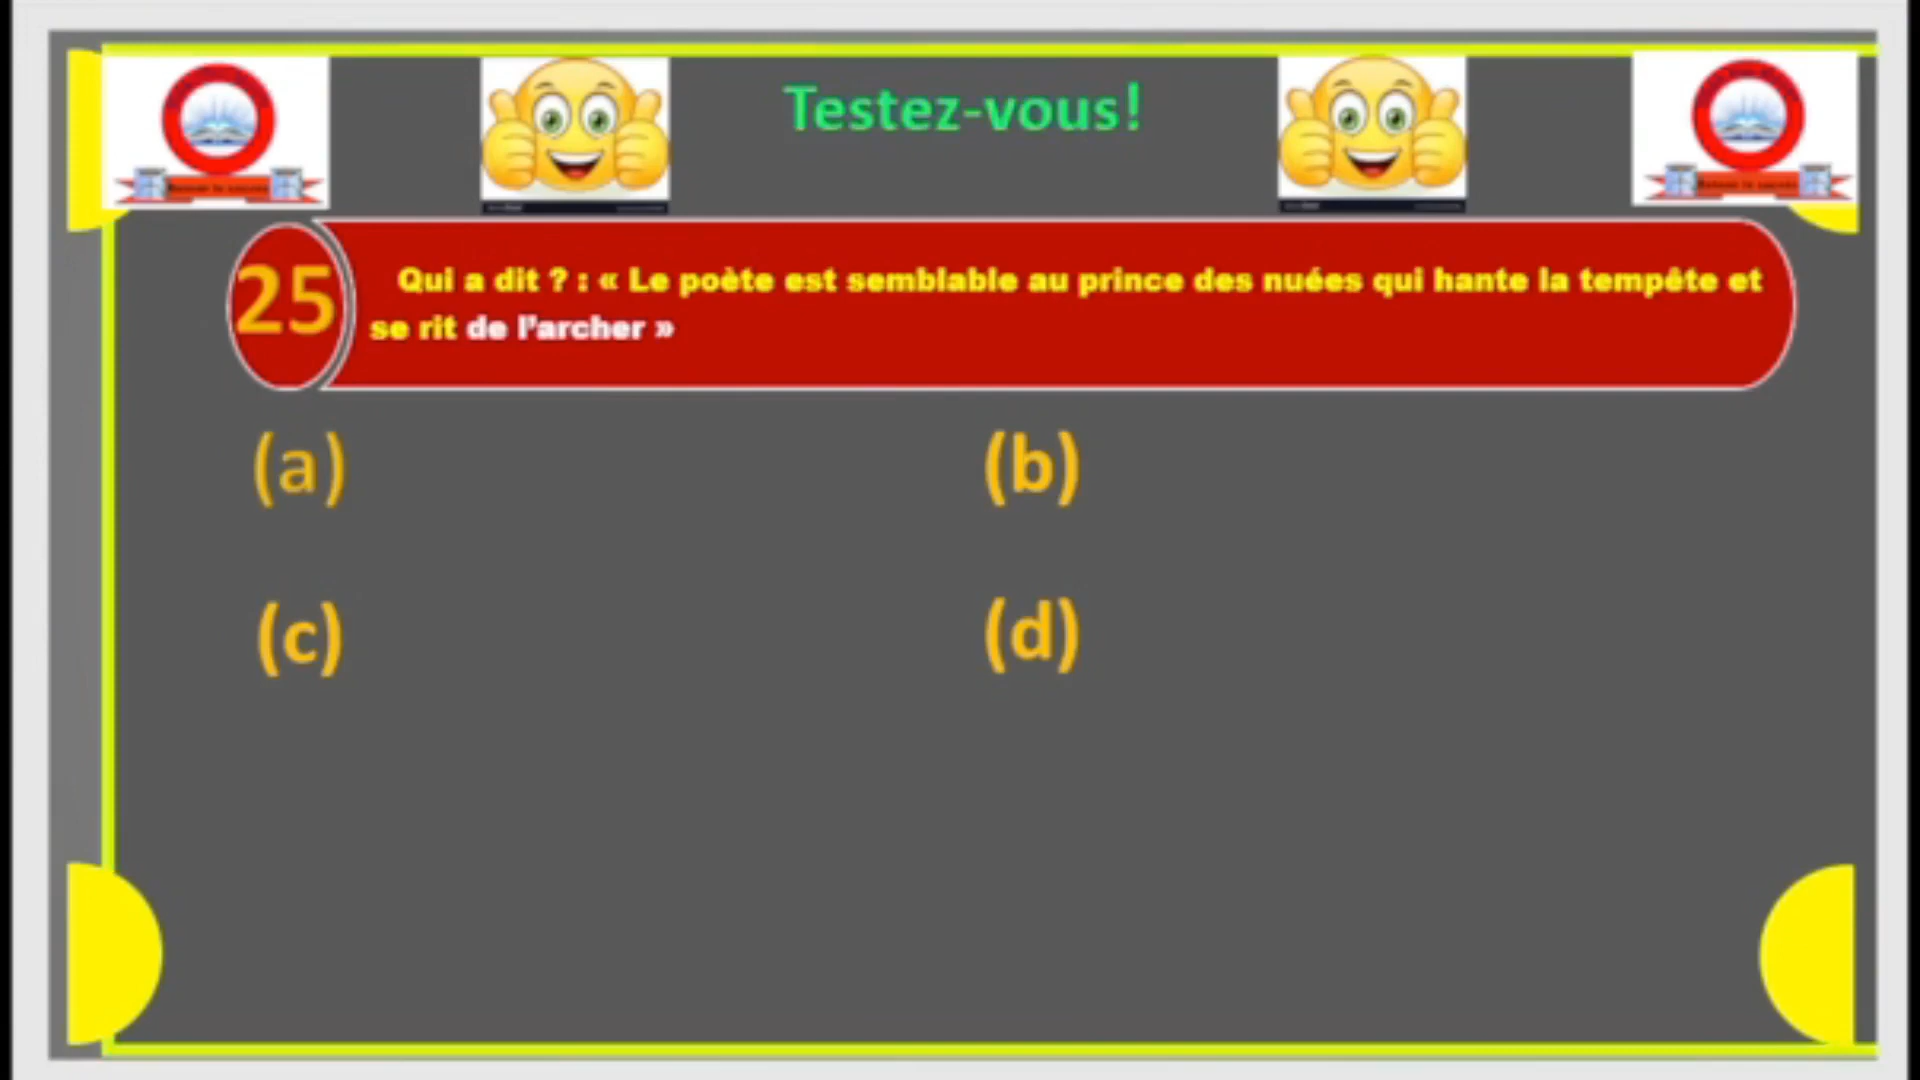 Testez-vous!
25
Qui a dit ? : « Le poète est semblable au prince des nuées qui hante la tempête et
se rit de l'archer »
(a)
(b)
(c)
(d)